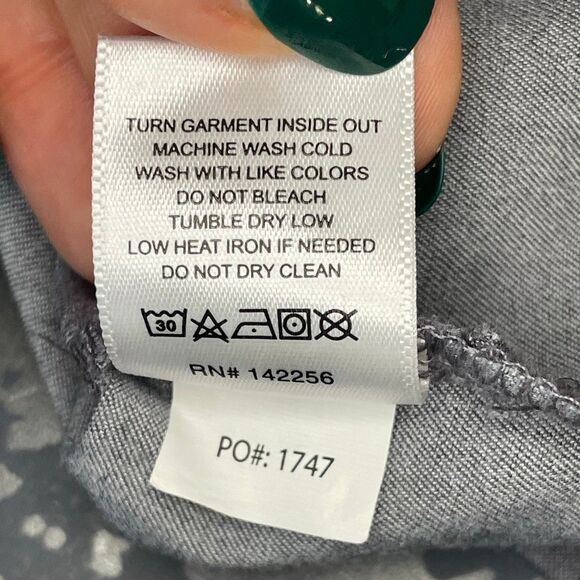 TURN GARMENT INSIDE OUT
MACHINE WASH COLD
WASH WITH LIKE COLORS
DO NOT BLEACH
TUMBLE DRY LOW
LOW HEAT IRON IF NEEDED
DO NOT DRY CLEAN
30
RN# 142256
PO#: 1747